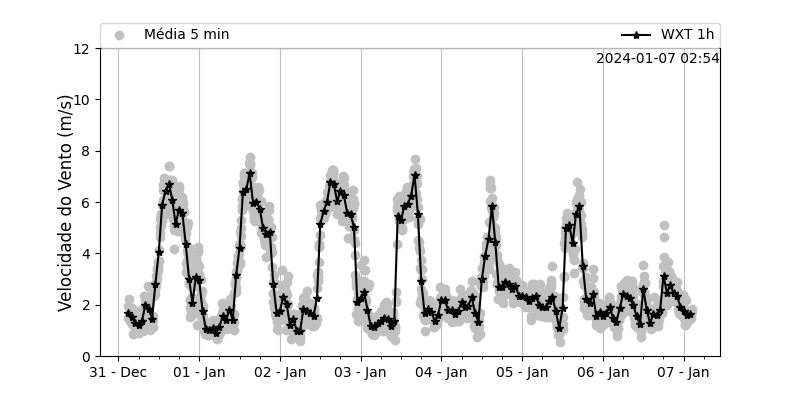 Média 5 min
WXT 1h
2024-01-07 02:54
Velocidade do Vento (m/s)
12
10
8
6
4
2
0
31 - Dec
01 - Jan
02 - Jan
03 - Jan
04 - Jan
05 - Jan
06 - Jan
07 - Jan